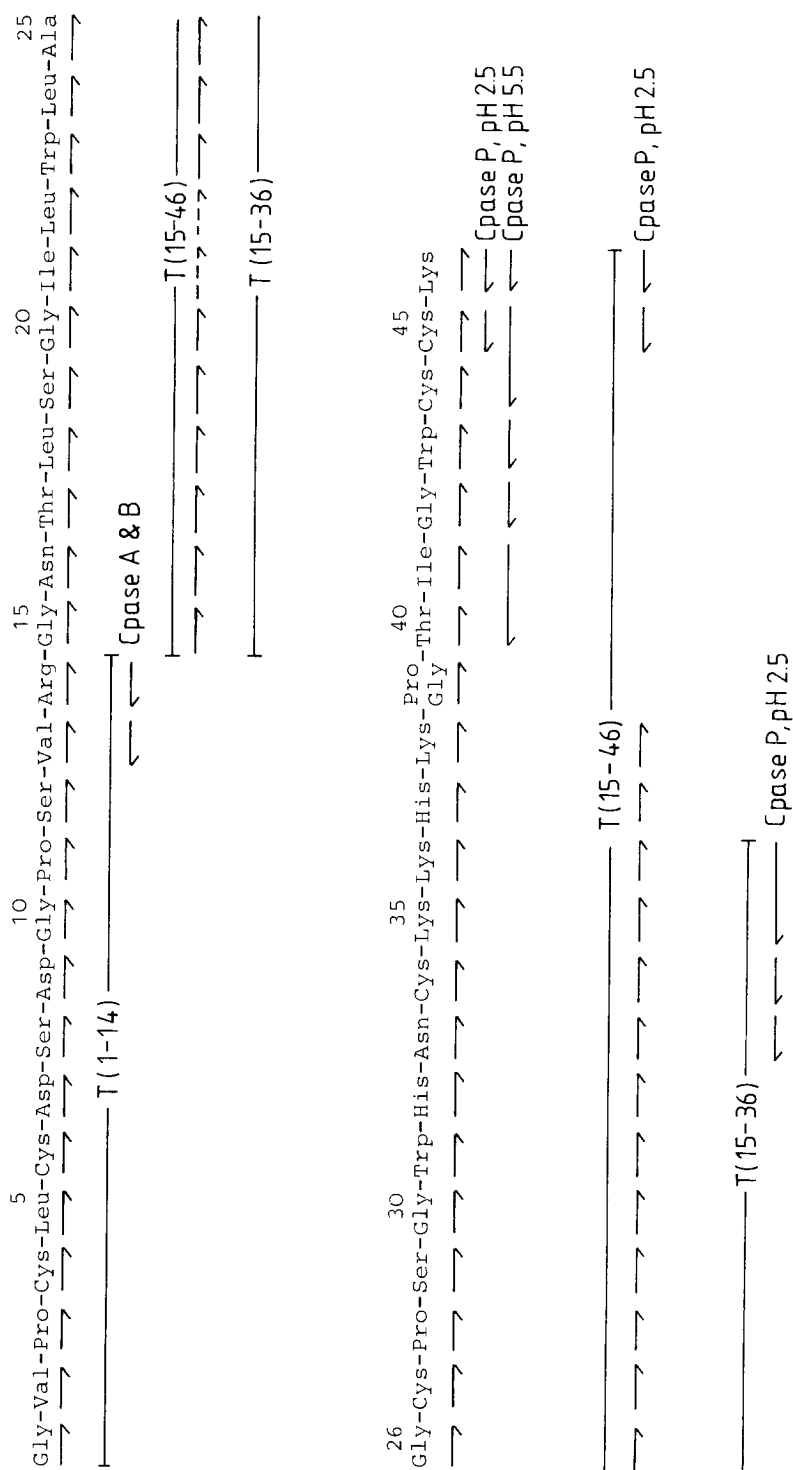 5 10 15 20 25
Gly-Val-Pro-Cys-Leu-Cys-Asp-Ser-Asp-Gly-Pro-Ser-Val-Arg-Gly-Asn-Thr-Leu-Ser-Gly-Ile-Leu-Trp-Leu-Ala
T(1-14)
Cpase A & B
T(15-46)
T(15-36)
26 30 35 40 45
Gly-Cys-Pro-Ser-Gly-Trp-His-Asn-Cys-Lys-Lys-His-Lys-Pro-Thr-Ile-Gly-Trp-Cys-Cys-Lys
Gly
Cpase P, pH 2.5
Cpase P, pH 5.5
T(15-46)
Cpase P, pH 2.5
T(15-36)
Cpase P, pH 2.5